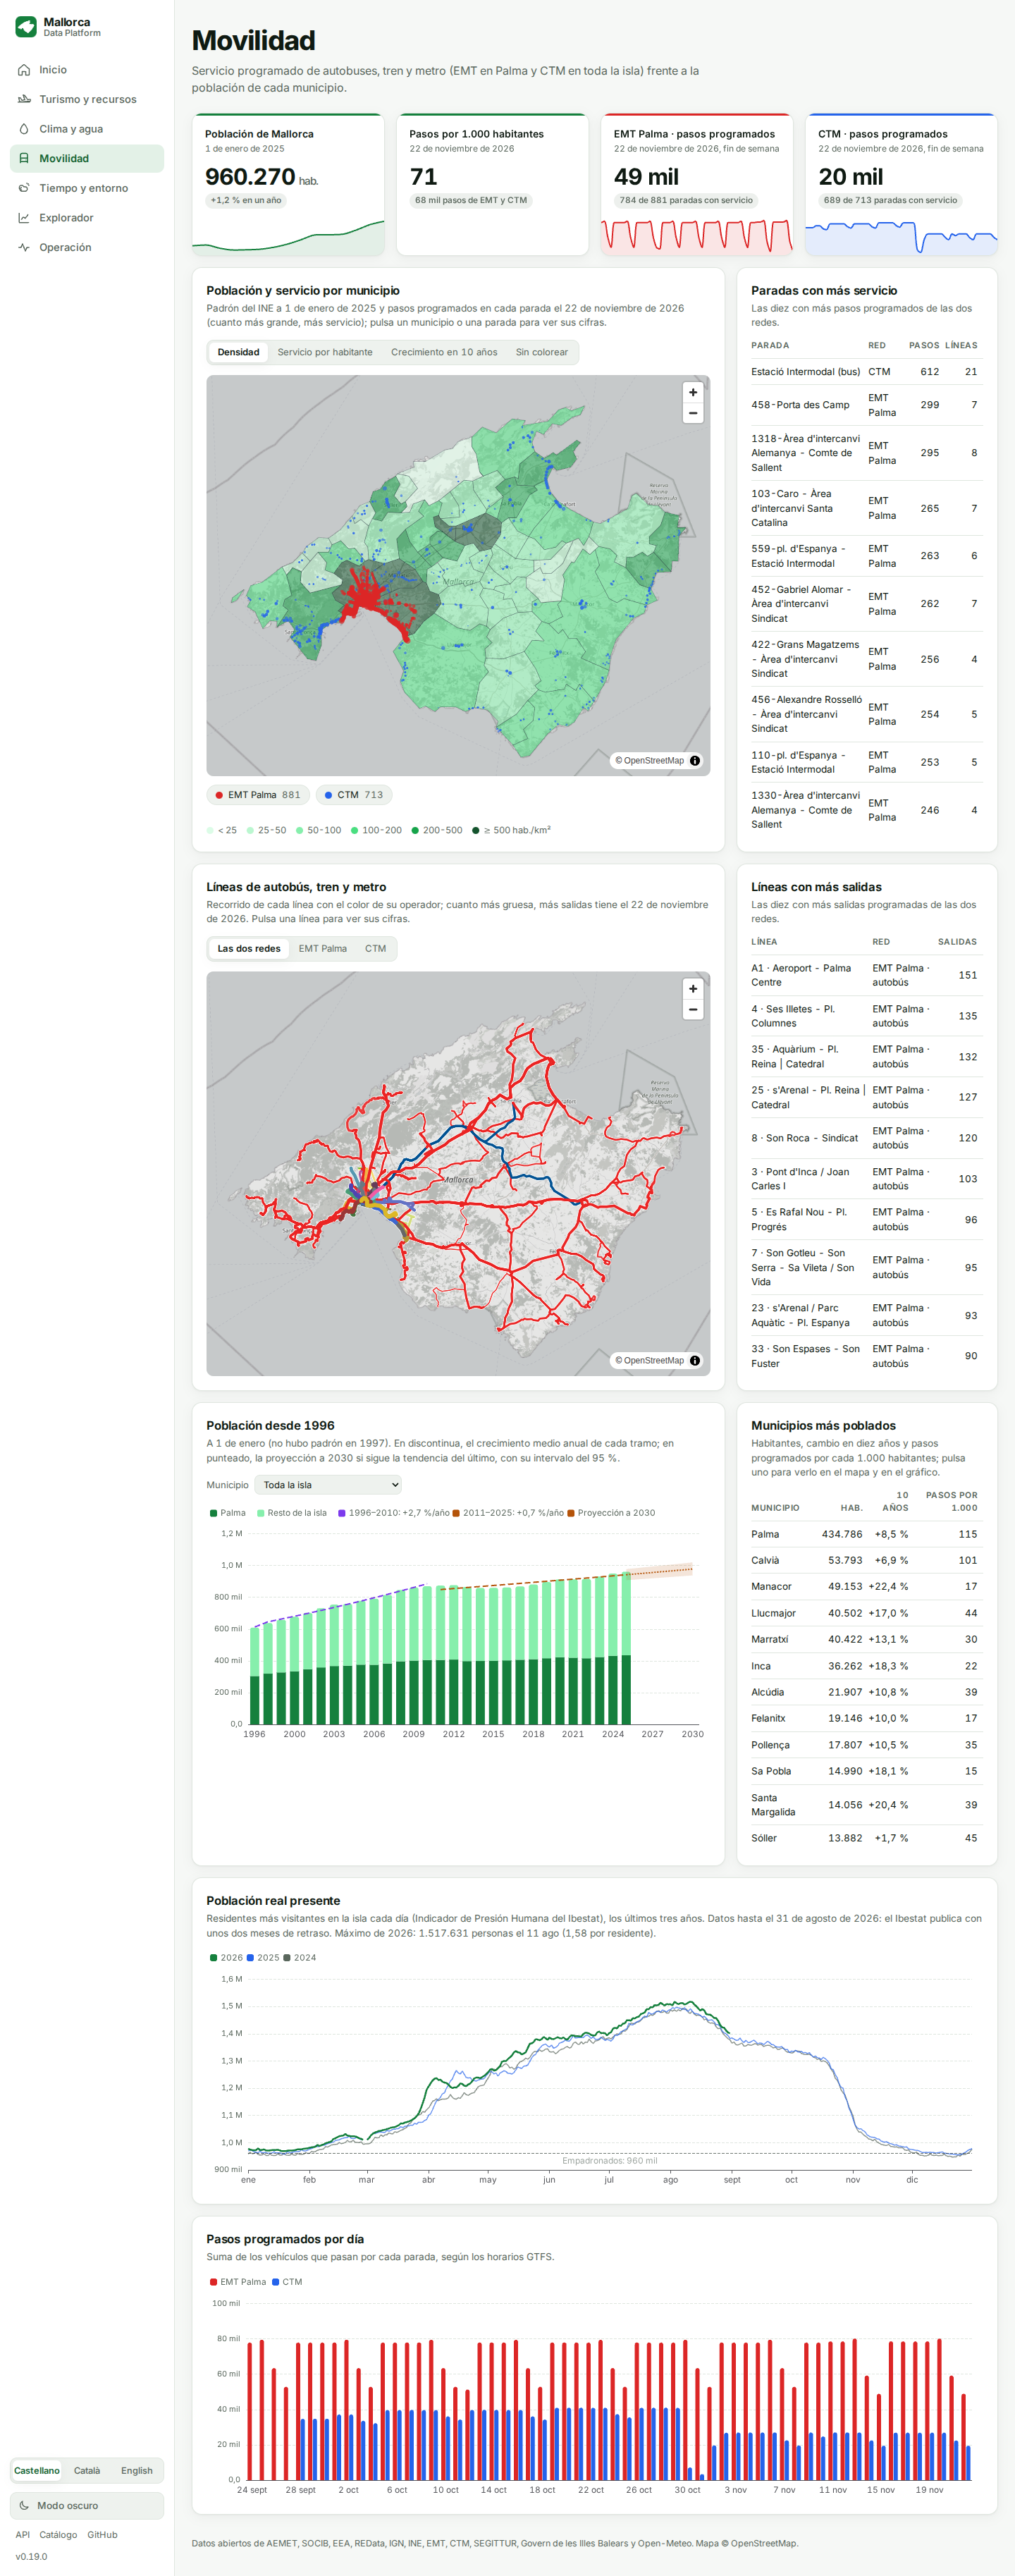 Mallorca
Data Platform
Inicio
Turismo y recursos
Clima y agua
Movilidad
Tiempo y entorno
Explorador
Operación
Castellano Català English
Modo oscuro
API Catálogo GitHub
v0.19.0
Movilidad
Servicio programado de autobuses, tren y metro (EMT en Palma y CTM en toda la isla) frente a la
población de cada municipio.
Población de Mallorca
1 de enero de 2025
960.270 hab.
+1,2 % en un año
Pasos por 1.000 habitantes
22 de noviembre de 2026
71
68 mil pasos de EMT y CTM
EMT Palma · pasos programados
22 de noviembre de 2026, fin de semana
49 mil
784 de 881 paradas con servicio
CTM · pasos programados
22 de noviembre de 2026, fin de semana
20 mil
689 de 713 paradas con servicio
Población y servicio por municipio
Padrón del INE a 1 de enero de 2025 y pasos programados en cada parada el 22 de noviembre de 2026
(cuanto más grande, más servicio); pulsa un municipio o una parada para ver sus cifras.
Densidad Servicio por habitante Crecimiento en 10 años Sin colorear
Mallorca
© OpenStreetMap
EMT Palma 881 CTM 713
< 25 25-50 50-100 100-200 200-500 ≥ 500 hab./km²
Paradas con más servicio
Las diez con más pasos programados de las dos
redes.
PARADA RED PASOS LÍNEAS
Estació Intermodal (bus) CTM 612 21
458-Porta des Camp EMT Palma 299 7
1318-Àrea d'intercanvi
Alemanya - Comte de
Sallent EMT Palma 295 8
103-Caro - Àrea
d'intercanvi Santa
Catalina EMT Palma 265 7
559-pl. d'Espanya -
Estació Intermodal EMT Palma 263 6
452-Gabriel Alomar -
Àrea d'intercanvi
Sindicat EMT Palma 262 7
422-Grans Magatzems
- Àrea d'intercanvi
Sindicat EMT Palma 256 4
456-Alexandre Rosselló
- Àrea d'intercanvi
Sindicat EMT Palma 254 5
110-pl. d'Espanya -
Estació Intermodal EMT Palma 253 5
1330-Àrea d'intercanvi
Alemanya - Comte de
Sallent EMT Palma 246 4
Líneas de autobús, tren y metro
Recorrido de cada línea con el color de su operador; cuanto más gruesa, más salidas tiene el 22 de noviembre
de 2026. Pulsa una línea para ver sus cifras.
Las dos redes EMT Palma CTM
Mallorca
© OpenStreetMap
Líneas con más salidas
Las diez con más salidas programadas de las dos
redes.
LÍNEA RED SALIDAS
A1 · Aeroport - Palma
Centre EMT Palma · autobús 151
4 · Ses Illetes - Pl.
Columnes EMT Palma · autobús 135
35 · Aquàrium - Pl.
Reina | Catedral EMT Palma · autobús 132
25 · s'Arenal - Pl. Reina |
Catedral EMT Palma · autobús 127
8 · Son Roca - Sindicat EMT Palma · autobús 120
3 · Pont d'Inca / Joan
Carles I EMT Palma · autobús 103
5 · Es Rafal Nou - Pl.
Progrés EMT Palma · autobús 96
7 · Son Gotleu - Son
Serra - Sa Vileta / Son
Vida EMT Palma · autobús 95
23 · s'Arenal / Parc
Aquàtic - Pl. Espanya EMT Palma · autobús 93
33 · Son Espases - Son
Fuster EMT Palma · autobús 90
Población desde 1996
A 1 de enero (no hubo padrón en 1997). En discontinua, el crecimiento medio anual de cada tramo; en
punteado, la proyección a 2030 si sigue la tendencia del último, con su intervalo del 95 %.
Municipio Toda la isla
Palma Resto de la isla 1996–2010: +2,7 %/año 2011–2025: +0,7 %/año Proyección a 2030
1,2 M
1,0 M
800 mil
600 mil
400 mil
200 mil
0,0
1996 2000 2003 2006 2009 2012 2015 2018 2021 2024 2027 2030
Municipios más poblados
Habitantes, cambio en diez años y pasos
programados por cada 1.000 habitantes; pulsa
uno para verlo en el mapa y en el gráfico.
MUNICIPIO HAB. 10 AÑOS PASOS POR 1.000
Palma 434.786 +8,5 % 115
Calvià 53.793 +6,9 % 101
Manacor 49.153 +22,4 % 17
Llucmajor 40.502 +17,0 % 44
Marratxí 40.422 +13,1 % 30
Inca 36.262 +18,3 % 22
Alcúdia 21.907 +10,8 % 39
Felanitx 19.146 +10,0 % 17
Pollença 17.807 +10,5 % 35
Sa Pobla 14.990 +18,1 % 15
Santa
Margalida 14.056 +20,4 % 39
Sóller 13.882 +1,7 % 45
Población real presente
Residentes más visitantes en la isla cada día (Indicador de Presión Humana del Ibestat), los últimos tres años. Datos hasta el 31 de agosto de 2026: el Ibestat publica con
unos dos meses de retraso. Máximo de 2026: 1.517.631 personas el 11 ago (1,58 por residente).
2026 2025 2024
1,6 M
1,5 M
1,4 M
1,3 M
1,2 M
1,1 M
1,0 M
900 mil
Empadronados: 960 mil
ene feb mar abr may jun jul ago sept oct nov dic
Pasos programados por día
Suma de los vehículos que pasan por cada parada, según los horarios GTFS.
EMT Palma CTM
100 mil
80 mil
60 mil
40 mil
20 mil
0,0
24 sept 28 sept 2 oct 6 oct 10 oct 14 oct 18 oct 22 oct 26 oct 30 oct 3 nov 7 nov 11 nov 15 nov 19 nov
Datos abiertos de AEMET, SOCIB, EEA, REData, IGN, INE, EMT, CTM, SEGITTUR, Govern de les Illes Balears y Open-Meteo. Mapa © OpenStreetMap.